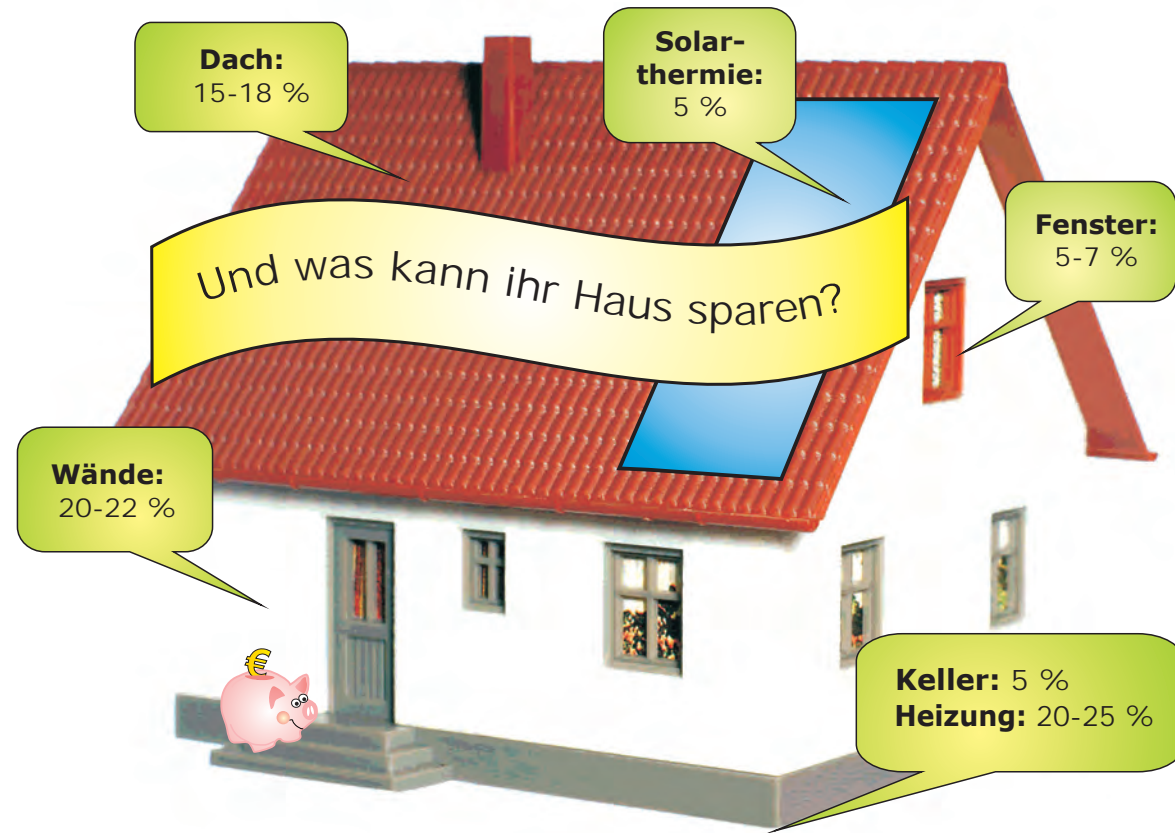 Dach:
15-18 %
Solar-
thermie:
5 %
Fenster:
5-7 %
Und was kann ihr Haus sparen?
Wände:
20-22 %
€
Keller: 5 %
Heizung: 20-25 %